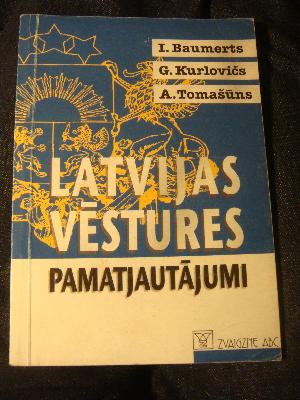 I. Baumerts
G. Kurlovičs
A. Tomašūns
LATVIJAS
VĒSTURES
PAMATJAUTĀJUMI
ZVAIGZNE ABC